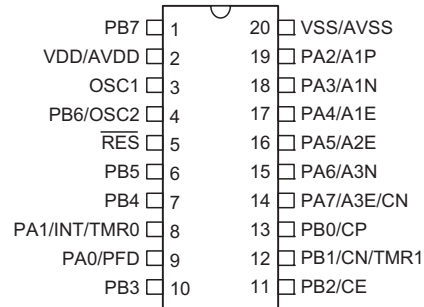 PB7 1 20 VSS/AVSS
VDD/AVDD 2 19 PA2/A1P
OSC1 3 18 PA3/A1N
PB6/OSC2 4 17 PA4/A1E
RES 5 16 PA5/A2E
PB5 6 15 PA6/A3N
PB4 7 14 PA7/A3E/CN
PA1/INT/TMR0 8 13 PB0/CP
PA0/PFD 9 12 PB1/CN/TMR1
PB3 10 11 PB2/CE